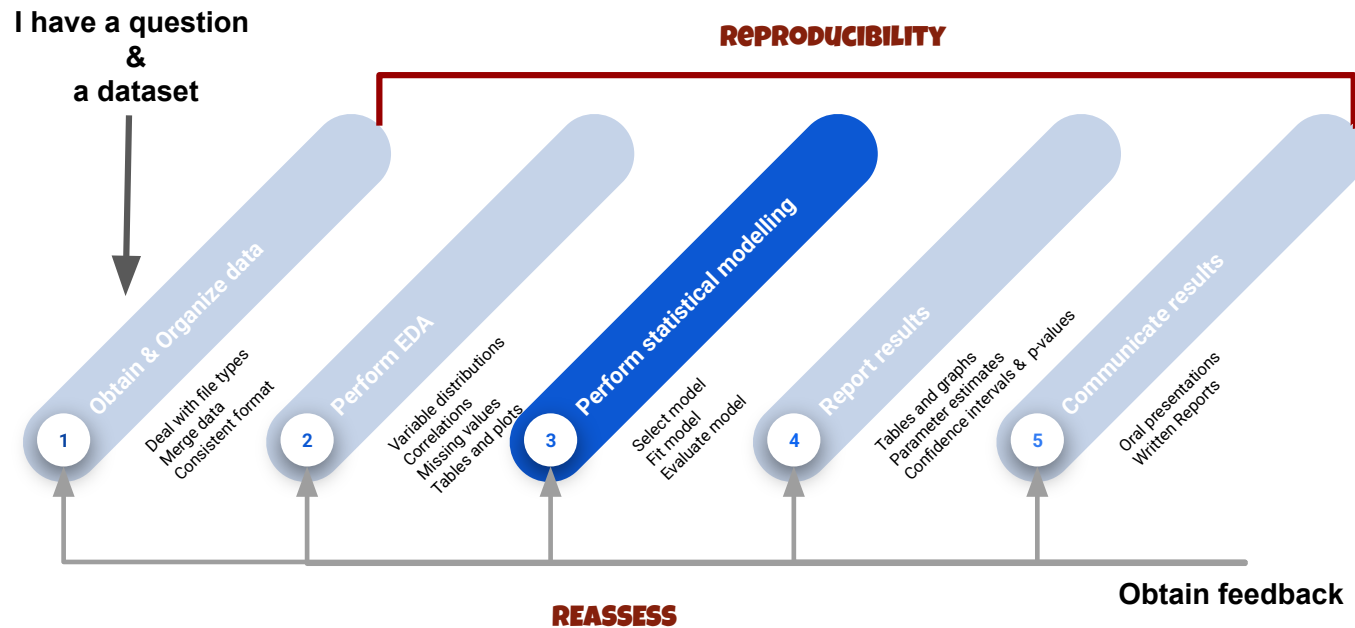 I have a question
&
a dataset
REPRODUCIBILITY
Obtain & Organize data
Deal with file types
Merge data
Consistent format
1
Perform EDA
Variable distributions
Correlations
Missing values
Tables and plots
2
Perform statistical modelling
Select model
Fit model
Evaluate model
3
Report results
Tables and graphs
Parameter estimates
Confidence intervals & p-values
4
Communicate results
Oral presentations
Written Reports
5
Obtain feedback
REASSESS